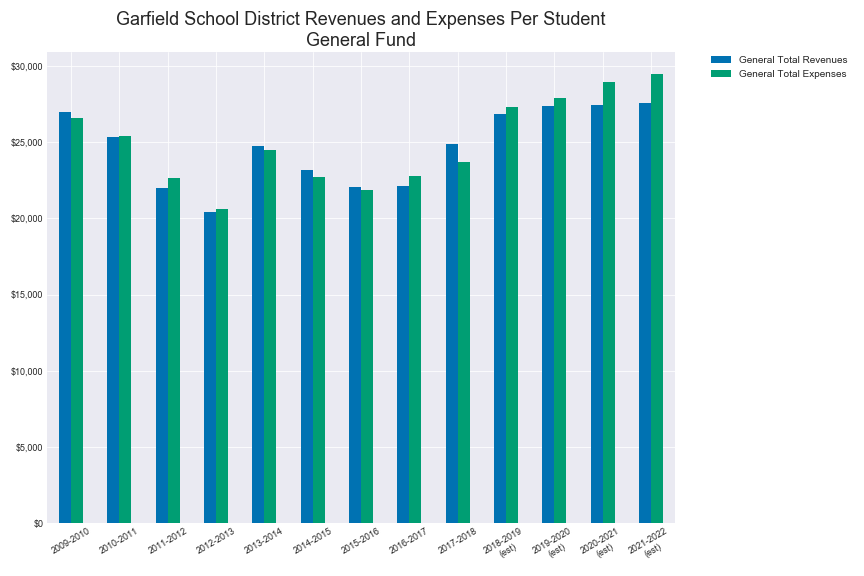 Garfield School District Revenues and Expenses Per Student
General Fund
General Total Revenues
General Total Expenses
$30,000
$25,000
$20,000
$15,000
$10,000
$5,000
$0
2009-2010
2010-2011
2011-2012
2012-2013
2013-2014
2014-2015
2015-2016
2016-2017
2017-2018
2018-2019
(est)
2019-2020
(est)
2020-2021
(est)
2021-2022
(est)